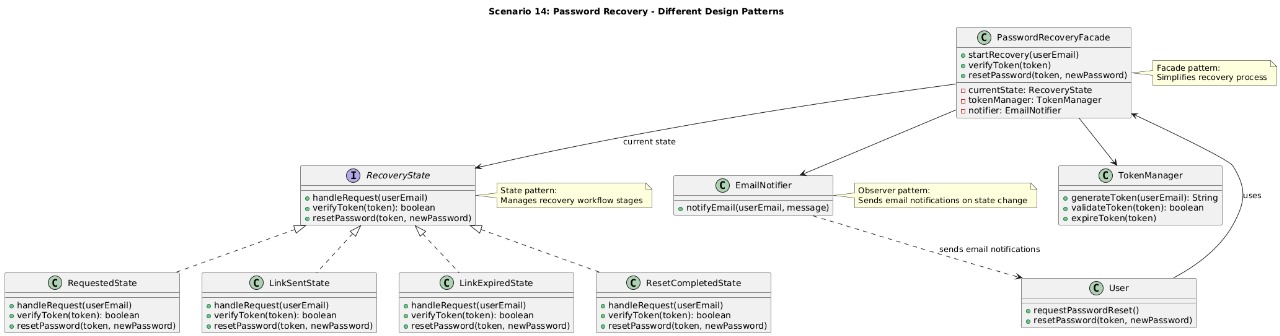 Scenario 14: Password Recovery - Different Design Patterns
C PasswordRecoveryFacade
startRecovery(userEmail)
verifyToken(token)
resetPassword(token, newPassword)
currentState: RecoveryState
tokenManager: TokenManager
notifier: EmailNotifier
Facade pattern:
Simplifies recovery process
current state
I RecoveryState
handleRequest(userEmail)
verifyToken(token): boolean
resetPassword(token, newPassword)
State pattern:
Manages recovery workflow stages
C EmailNotifier
notifyEmail(userEmail, message)
Observer pattern:
Sends email notifications on state change
C TokenManager
generateToken(userEmail): String
validateToken(token): boolean
expireToken(token)
uses
sends email notifications
C RequestedState
handleRequest(userEmail)
verifyToken(token): boolean
resetPassword(token, newPassword)
C LinkSentState
handleRequest(userEmail)
verifyToken(token): boolean
resetPassword(token, newPassword)
C LinkExpiredState
handleRequest(userEmail)
verifyToken(token): boolean
resetPassword(token, newPassword)
C ResetCompletedState
handleRequest(userEmail)
verifyToken(token): boolean
resetPassword(token, newPassword)
C User
requestPasswordReset()
resetPassword(token, newPassword)